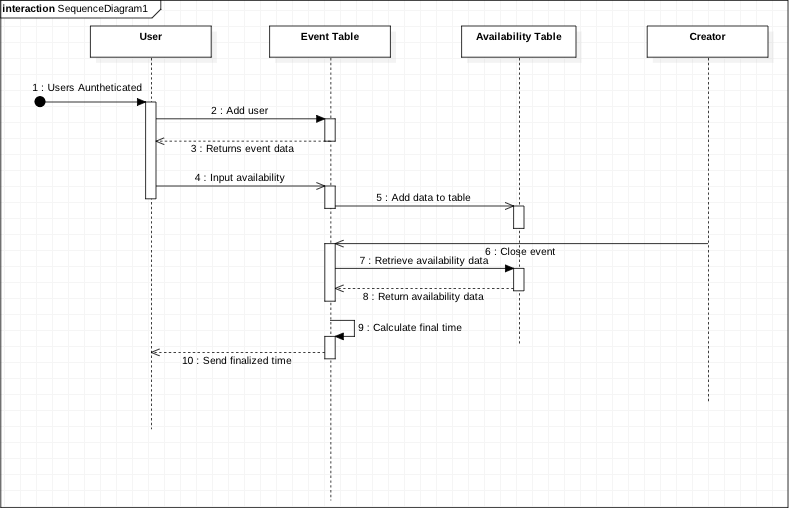 interaction SequenceDiagram1
User
Event Table
Availability Table
Creator
1 : Users Auntheticated
2 : Add user
3 : Returns event data
4 : Input availability
5 : Add data to table
6 : Close event
7 : Retrieve availability data
8 : Return availability data
9 : Calculate final time
10 : Send finalized time